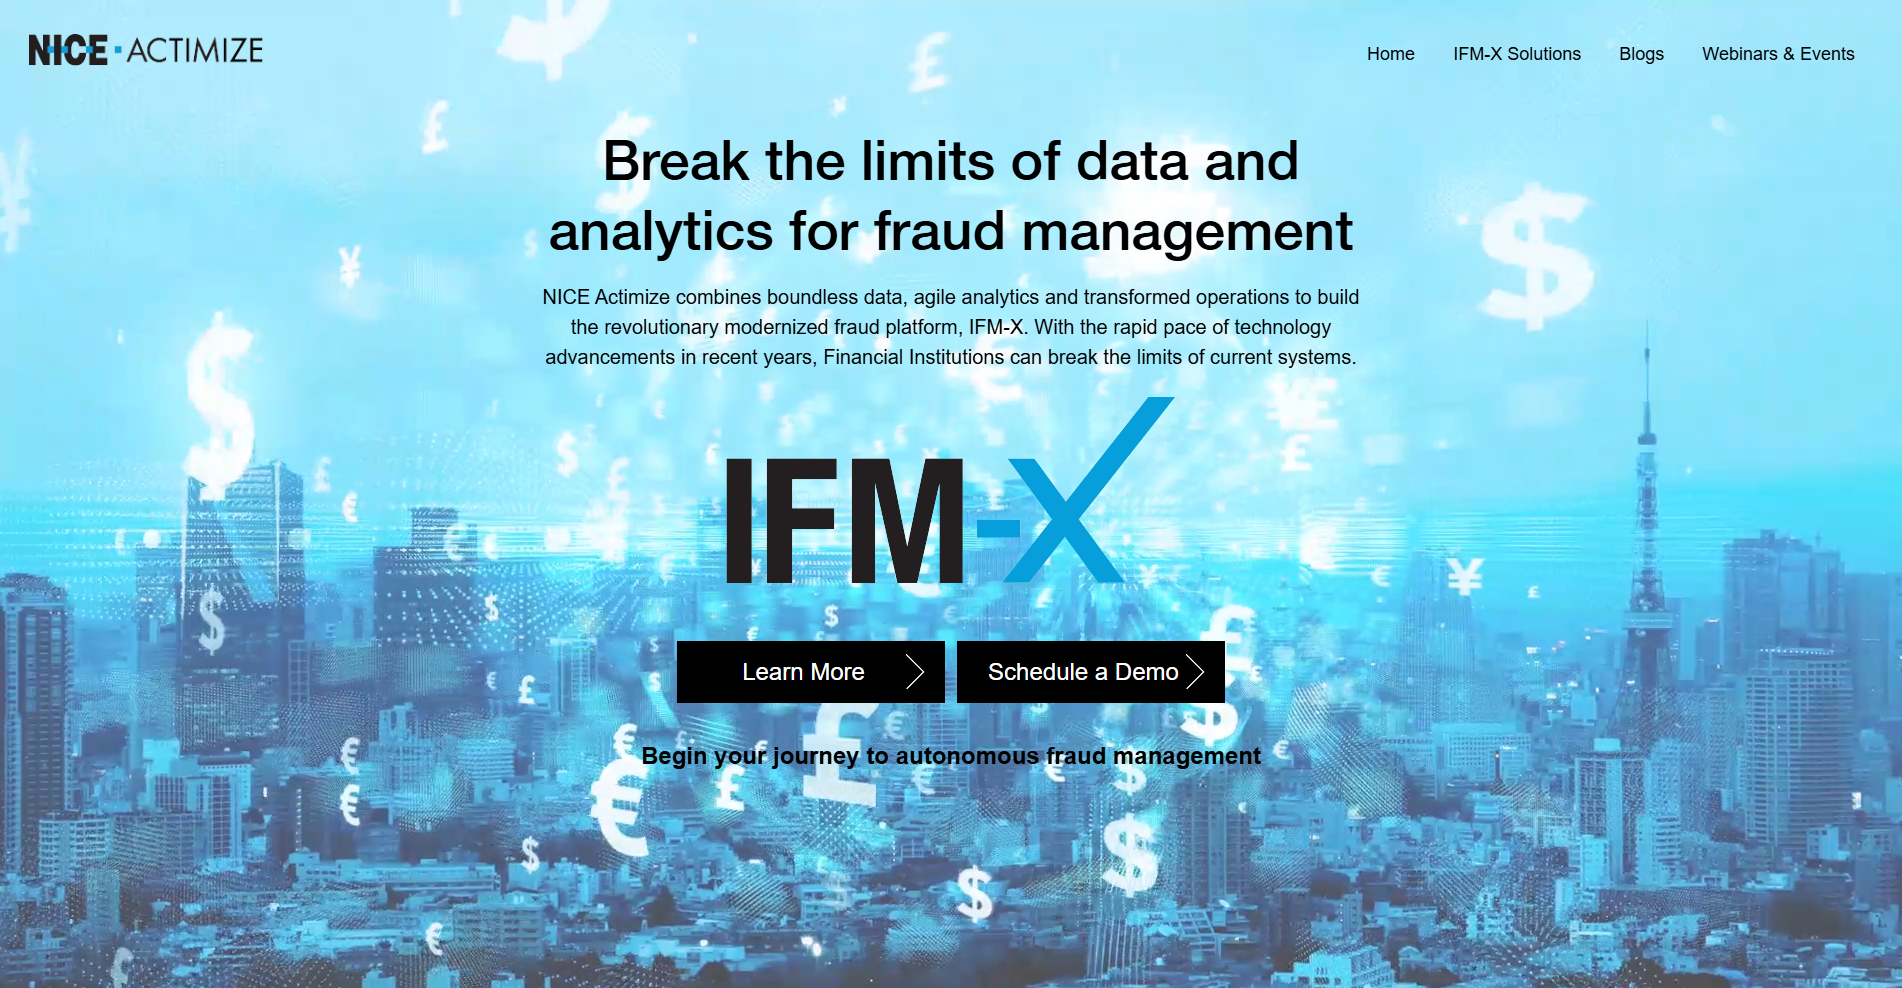 NICE · ACTIMIZE
Home IFM-X Solutions Blogs Webinars & Events
Break the limits of data and
analytics for fraud management
NICE Actimize combines boundless data, agile analytics and transformed operations to build
the revolutionary modernized fraud platform, IFM-X. With the rapid pace of technology
advancements in recent years, Financial Institutions can break the limits of current systems.
IFM-X
Learn More
Schedule a Demo
Begin your journey to autonomous fraud management